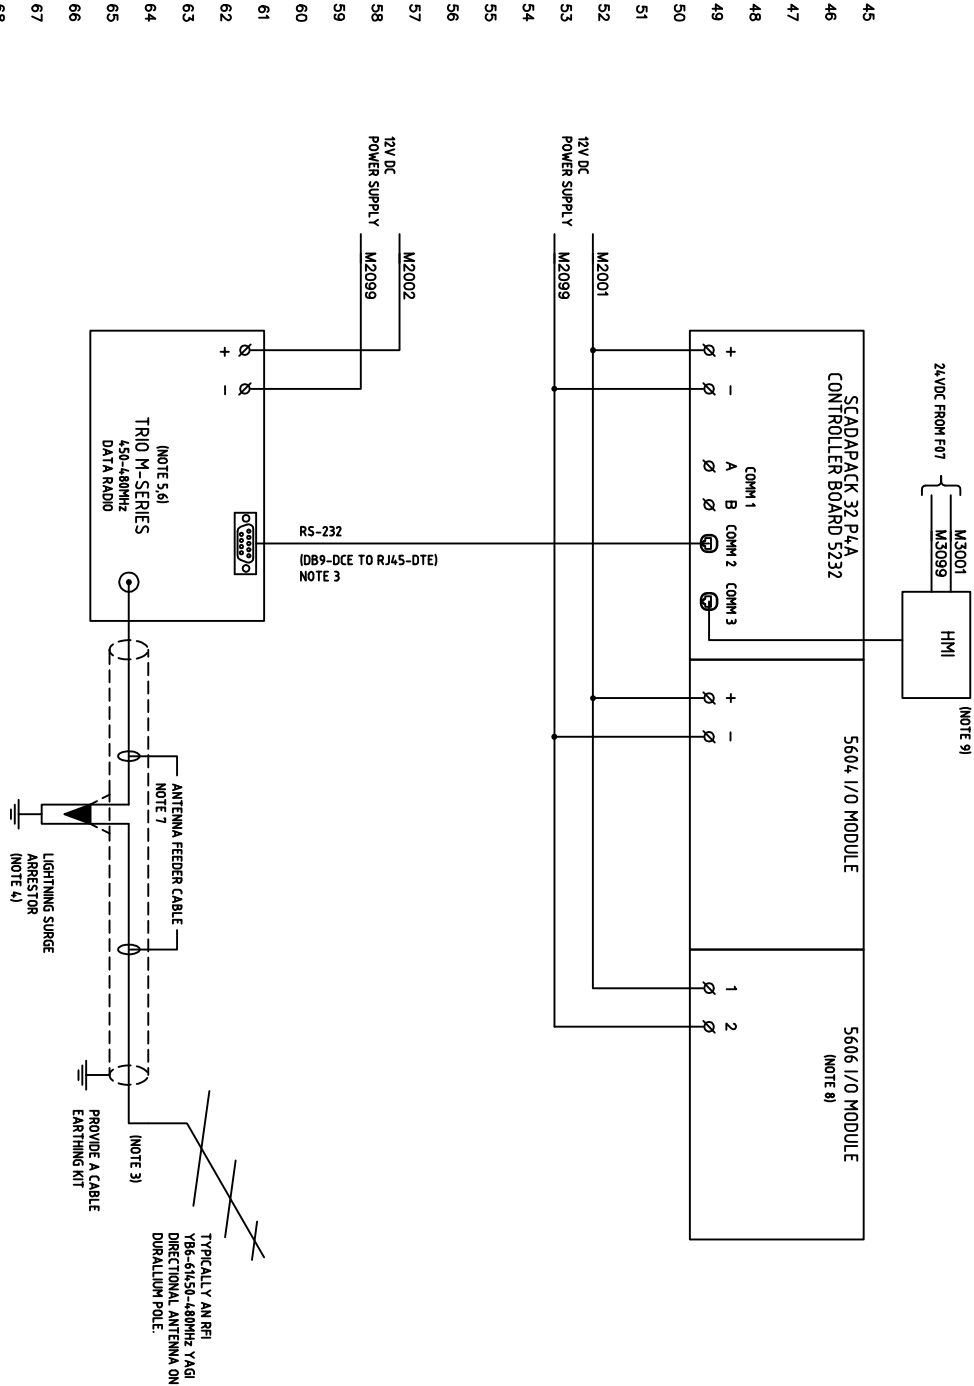 45
46
47
48
49
50
51
52
53
54
55
56
57
58
59
60
61
62
63
64
65
66
67
68
24VDC FROM F07
M3001
M3099
HMI
(NOTE 9)
SCADAPACK 32 P4A
CONTROLLER BOARD 5232
+
-
A
B
COMM 1
COMM 2
COMM 3
5604 I/O MODULE
+
-
5606 I/O MODULE
(NOTE 8)
1
2
12V DC
POWER SUPPLY
M2001
M2099
RS-232
(DB9-DCE TO RJ45-DTE)
NOTE 3
12V DC
POWER SUPPLY
M2002
M2099
+
-
(NOTE 5,6)
TRIO M-SERIES
450-480MHz
DATA RADIO
ANTENNA FEEDER CABLE
NOTE 7
LIGHTNING SURGE
ARRESTOR
(NOTE 4)
(NOTE 3)
PROVIDE A CABLE
EARTHING KIT
TYPICALLY AN RFI
YB6-61450-480MHz YAGI
DIRECTIONAL ANTENNA ON
DURALLIUM POLE.